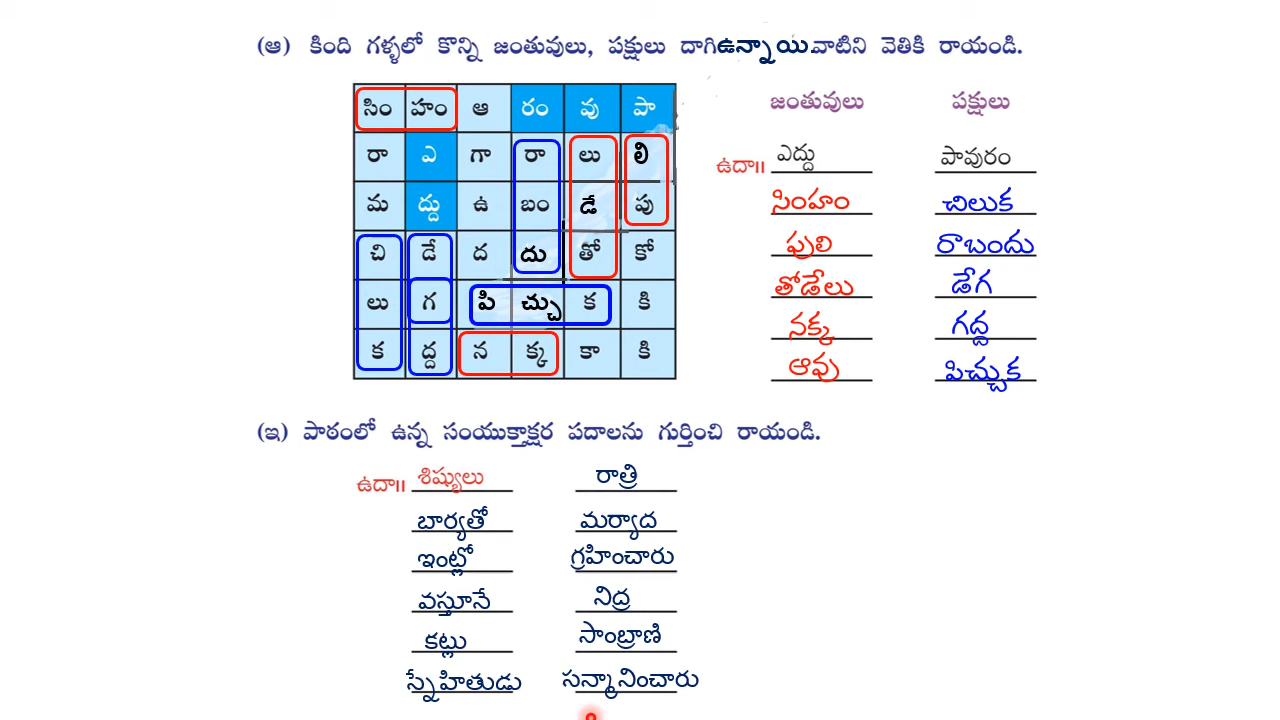 (ఆ) కింది గళ్ళలో కొన్ని జంతువులు, పక్షులు దాగి ఉన్నాయి. వాటిని వెతికి రాయండి.
సిం హం ఆ రం వు పా
రా ఎ గా రా లు లి
మ ద్దు ఉ బం డే పు
చి డే ద దు తో కో
లు గ పి చ్చు క కి
క ద్ద న క్క కా కి
జంతువులు పక్షులు
ఉదా॥ ఎద్దు పావురం
సింహం చిలుక
పులి రాబందు
తోడేలు డేగ
నక్క గద్ద
ఆవు పిచ్చుక
(ఇ) పాఠంలో ఉన్న సంయుక్తాక్షర పదాలను గుర్తించి రాయండి.
ఉదా॥ శిష్యులు రాత్రి
బార్యతో మర్యాద
ఇంట్లో గ్రహించారు
వస్తూనే నిద్ర
కట్లు సాంబ్రాణి
స్నేహితుడు సన్మానించారు